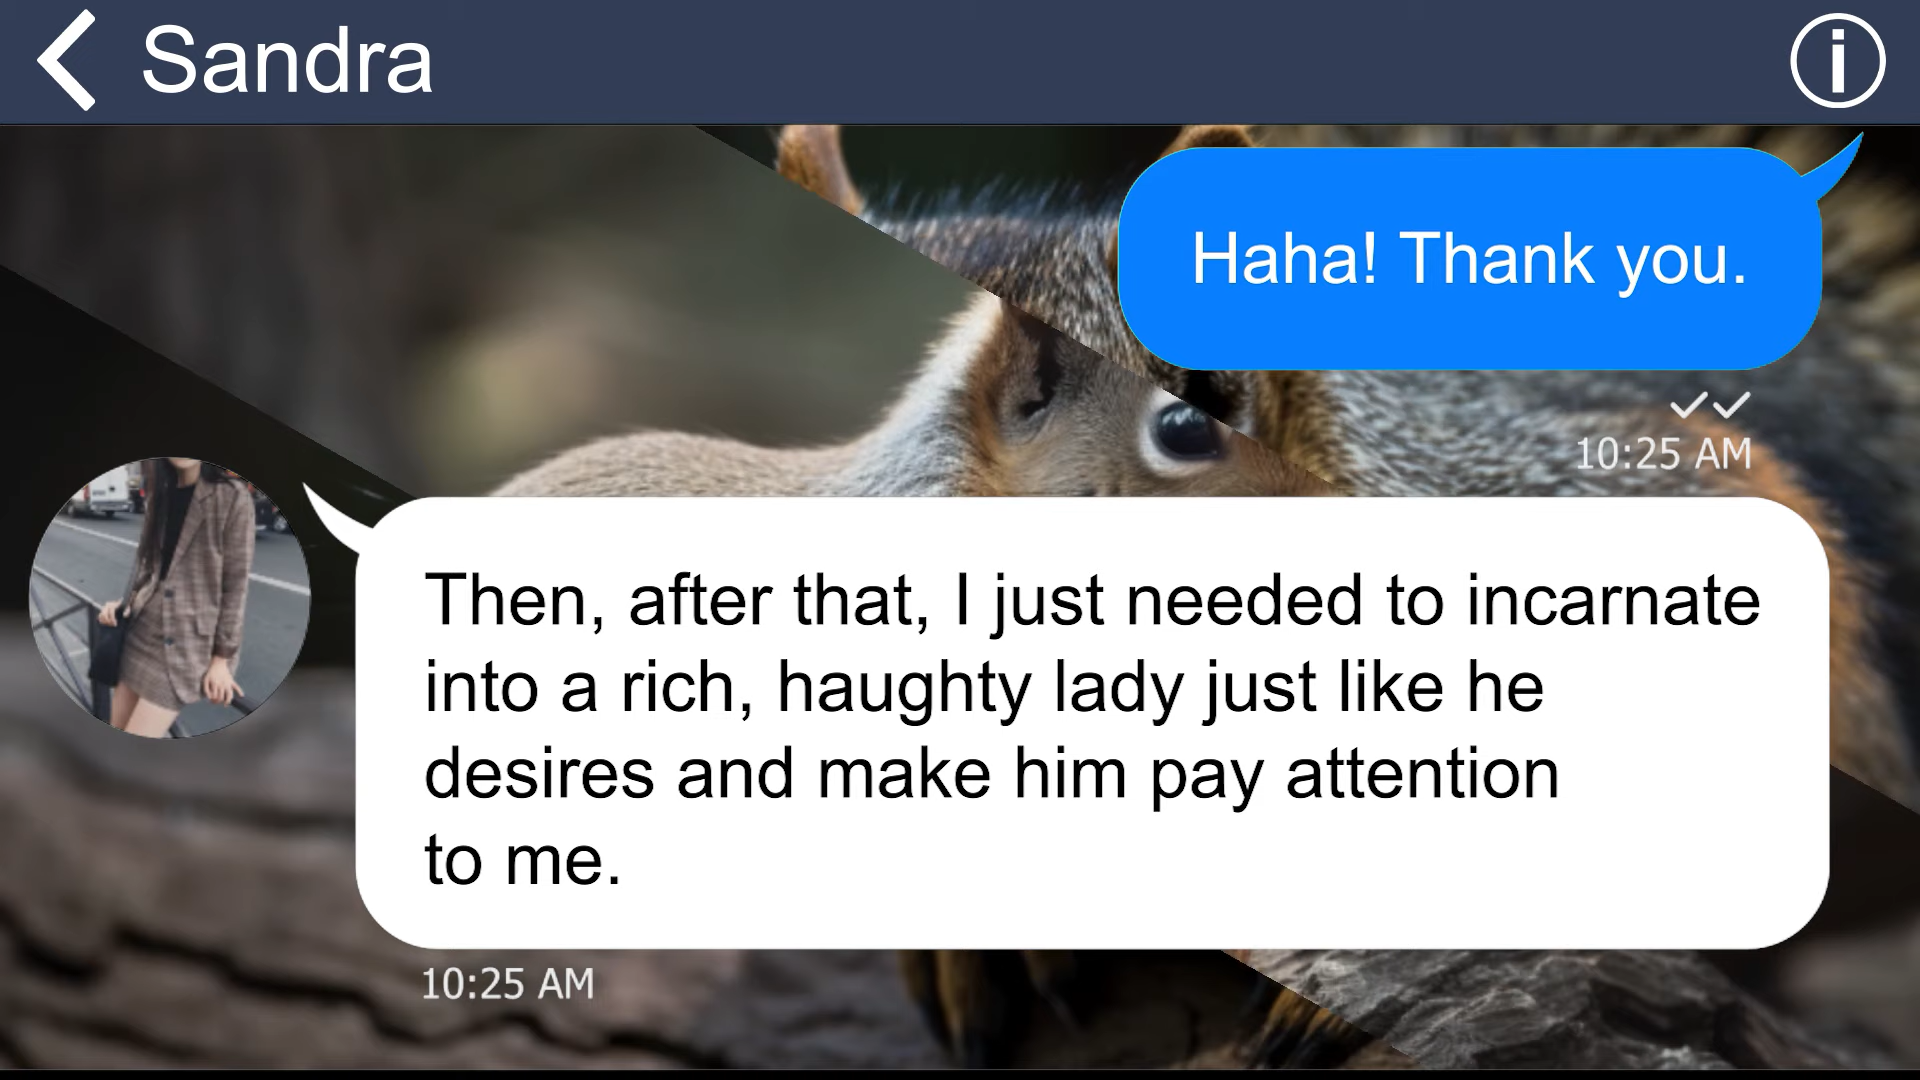 Sandra
Haha! Thank you.
10:25 AM
Then, after that, I just needed to incarnate
into a rich, haughty lady just like he
desires and make him pay attention
to me.
10:25 AM